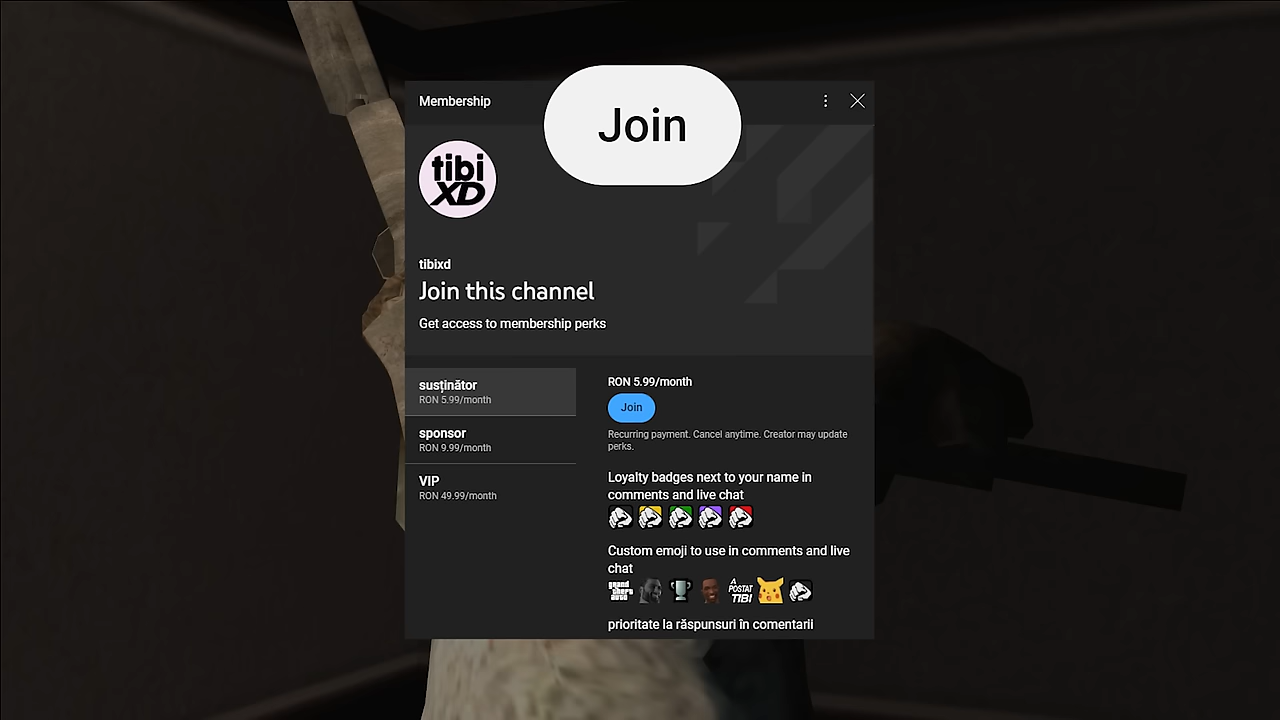 Membership
Join
tibi
XD
tibixd
Join this channel
Get access to membership perks
susținător
RON 5.99/month
sponsor
RON 9.99/month
VIP
RON 49.99/month
RON 5.99/month
Join
Recurring payment. Cancel anytime. Creator may update
perks.
Loyalty badges next to your name in
comments and live chat
Custom emoji to use in comments and live
chat
grand
theft
auto
A
POSTAT
TIBI
prioritate la răspunsuri în comentarii